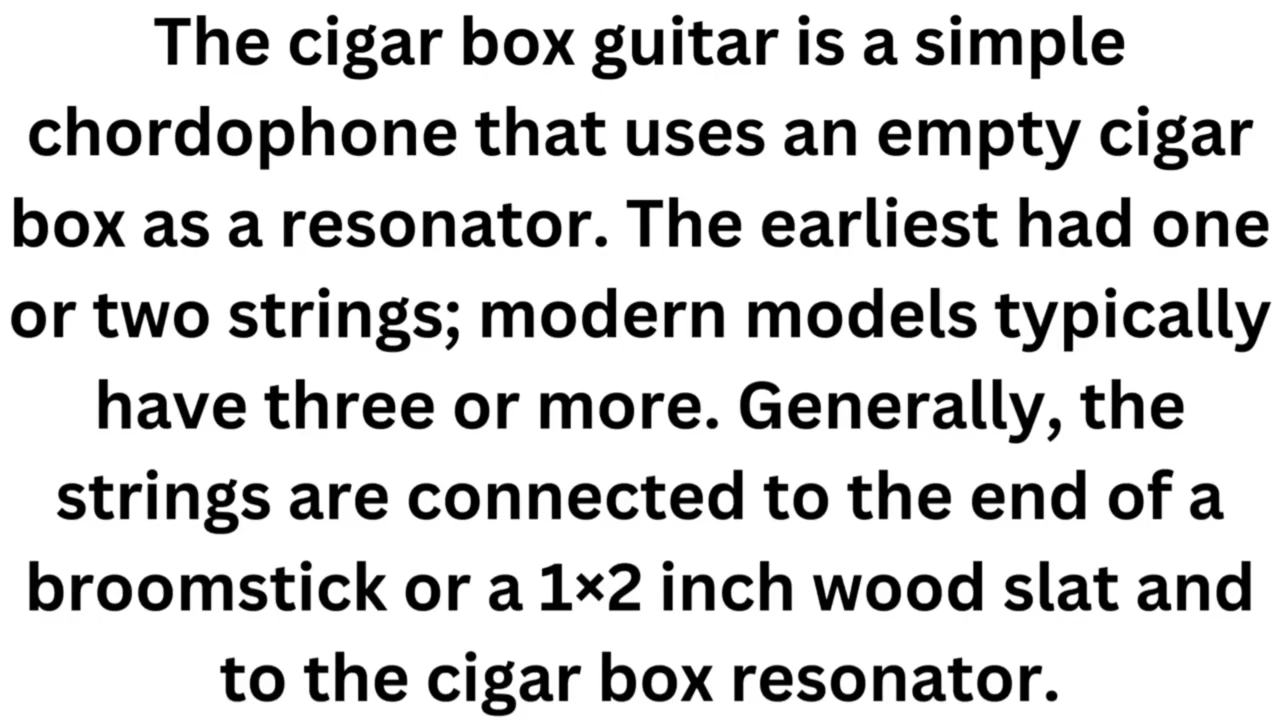 The cigar box guitar is a simple
chordophone that uses an empty cigar
box as a resonator. The earliest had one
or two strings; modern models typically
have three or more. Generally, the
strings are connected to the end of a
broomstick or a 1×2 inch wood slat and
to the cigar box resonator.